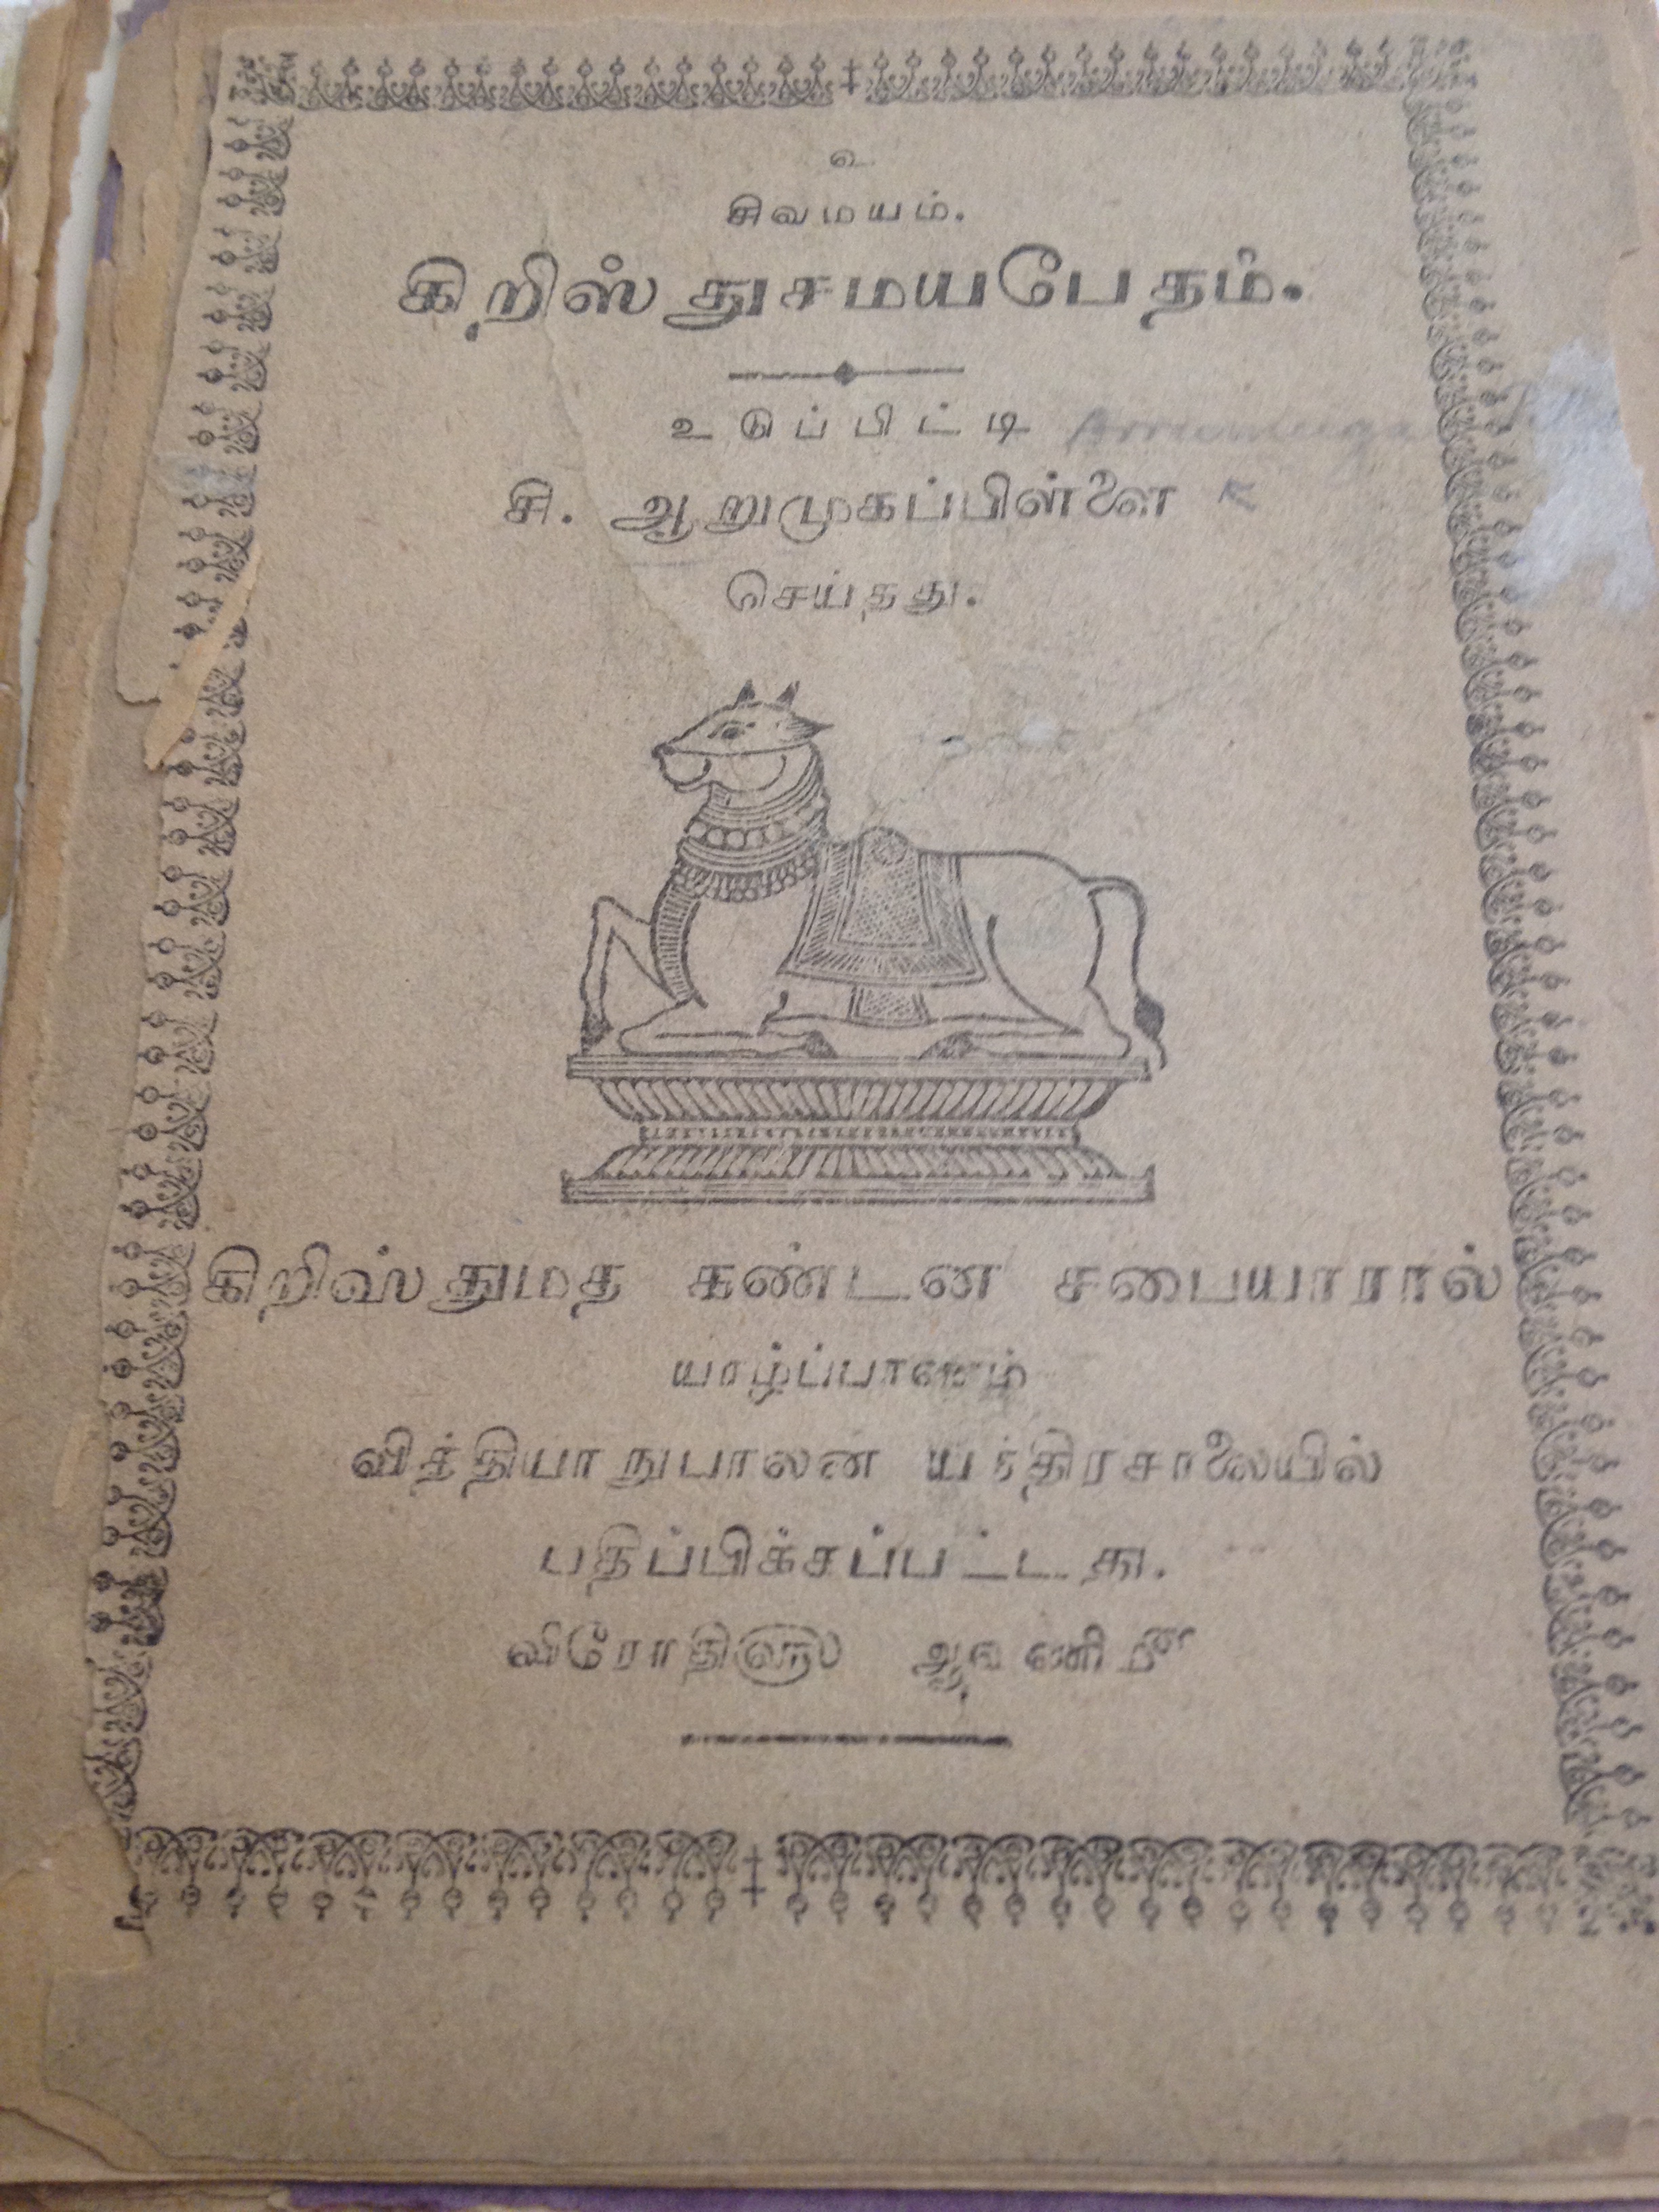 உ
சிவமயம்.
கிறிஸ்துசமயபேதம்.
உடுப்பிட்டி
சி. ஆறுமுகப்பிள்ளை
செய்தது.
கிறிஸ்துமத கண்டன சபையாரால்
யாழ்ப்பாணம்
வித்தியாநுபாலன யந்திரசாலையில்
பதிப்பிக்கப்பட்டது.
விரோதி௵ ஆவணி௴